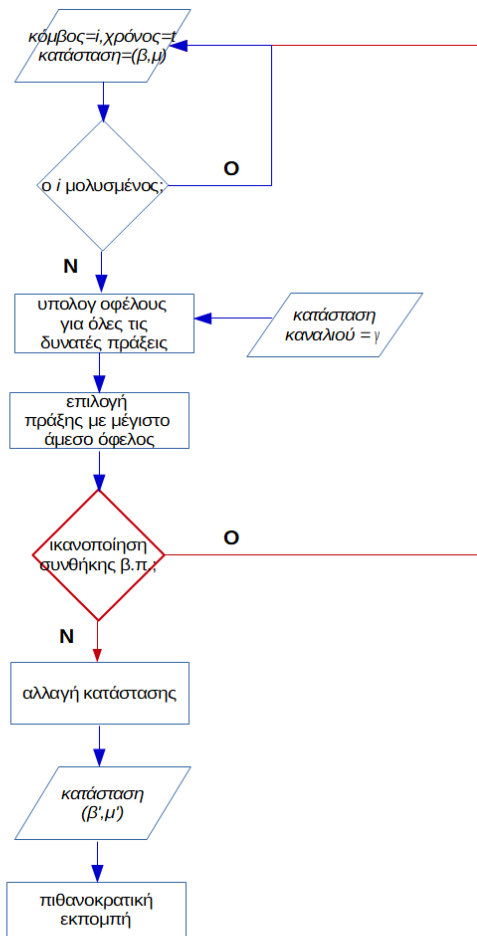 κόμβος=i,χρόνος=t
κατάσταση=(β,μ)
ο i μολυσμένος;
Ο
Ν
υπολογ οφέλους
για όλες τις
δυνατές πράξεις
κατάσταση
καναλιού = γ
επιλογή
πράξης με μέγιστο
άμεσο όφελος
ικανοποίηση
συνθήκης β.π.;
Ο
Ν
αλλαγή κατάστασης
κατάσταση
(β',μ')
πιθανοκρατική
εκπομπή